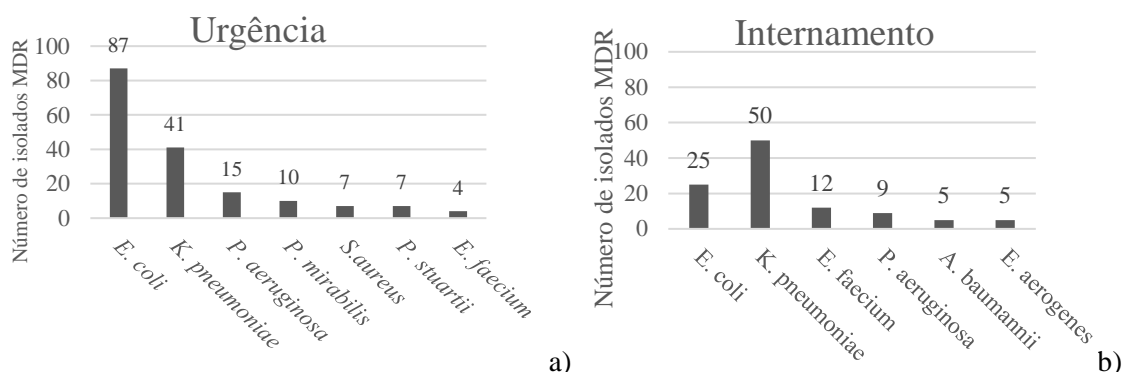 Urgência
Número de isolados MDR
100
80
60
40
20
0
87
41
15
10
7
7
4
E. coli
K. pneumoniae
P. aeruginosa
P. mirabilis
S.aureus
P. stuartii
E. faecium
a)
Internamento
Número de isolados MDR
100
80
60
40
20
0
25
50
12
9
5
5
E. coli
K. pneumoniae
E. faecium
P. aeruginosa
A. baumannii
E. aerogenes
b)